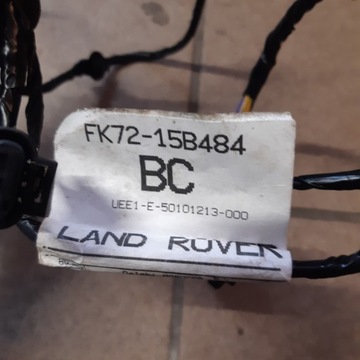 FK72-15B484
BC
UEE1-E-50101213-000
LAND ROVER